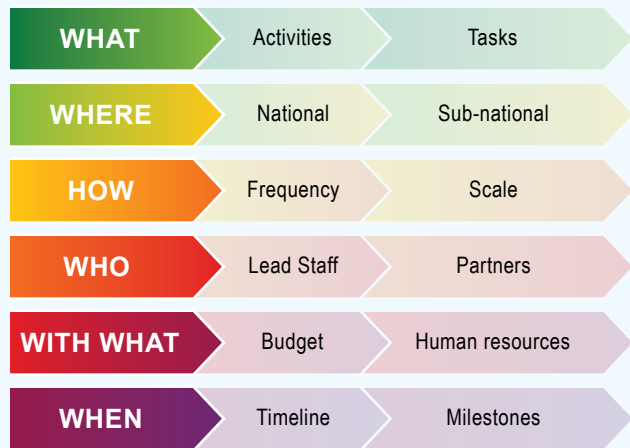 WHAT Activities Tasks
WHERE National Sub-national
HOW Frequency Scale
WHO Lead Staff Partners
WITH WHAT Budget Human resources
WHEN Timeline Milestones